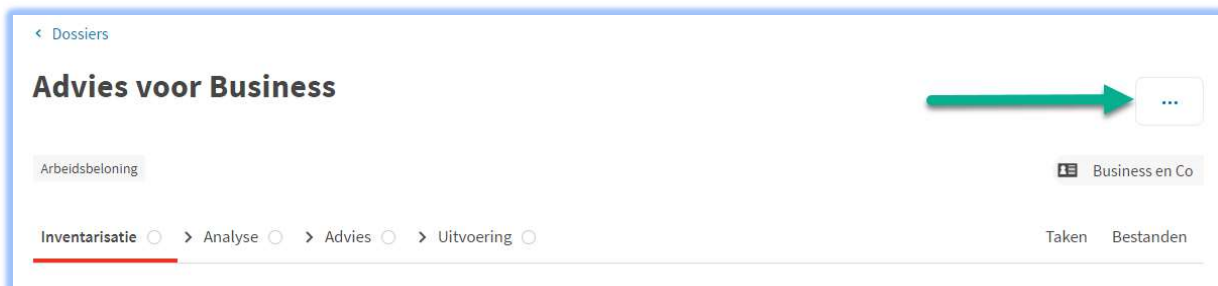 < Dossiers
Advies voor Business
...
Arbeidsbeloning
Business en Co
Inventarisatie > Analyse > Advies > Uitvoering Taken Bestanden